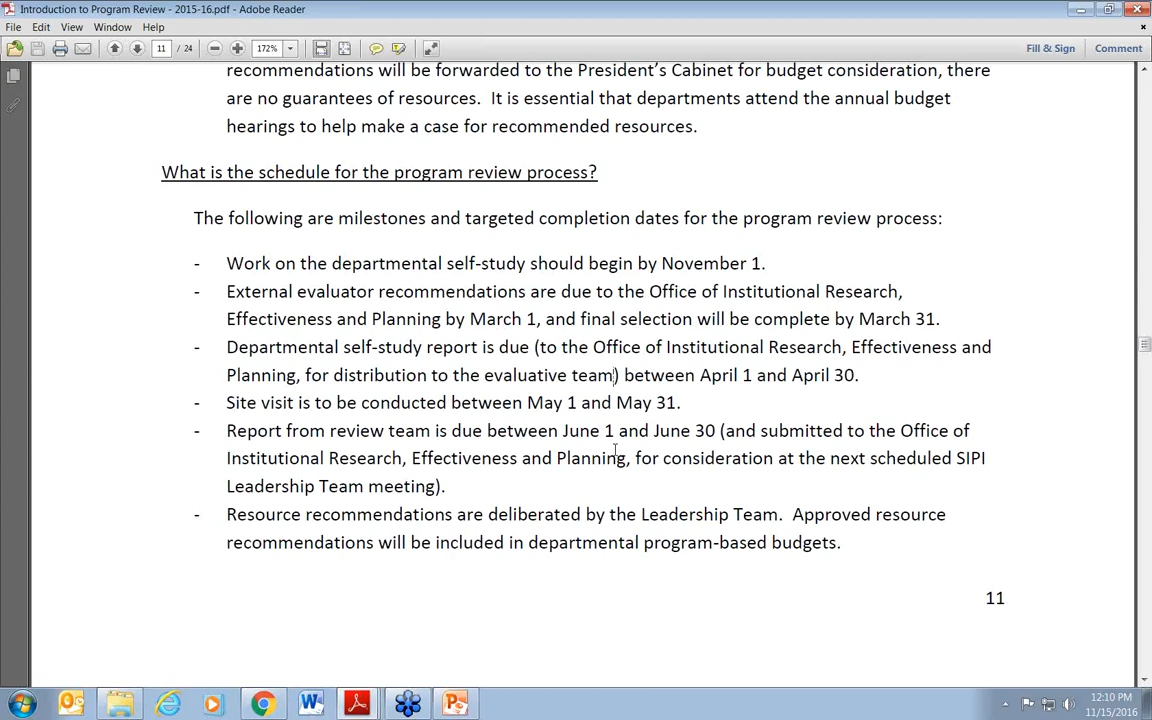 Introduction to Program Review - 2015-16.pdf - Adobe Reader
File Edit View Window Help
11 / 24 172% Fill & Sign Comment
recommendations will be forwarded to the President's Cabinet for budget consideration, there
are no guarantees of resources.  It is essential that departments attend the annual budget
hearings to help make a case for recommended resources.
What is the schedule for the program review process?
The following are milestones and targeted completion dates for the program review process:
- Work on the departmental self-study should begin by November 1.
- External evaluator recommendations are due to the Office of Institutional Research,
Effectiveness and Planning by March 1, and final selection will be complete by March 31.
- Departmental self-study report is due (to the Office of Institutional Research, Effectiveness and
Planning, for distribution to the evaluative team) between April 1 and April 30.
- Site visit is to be conducted between May 1 and May 31.
- Report from review team is due between June 1 and June 30 (and submitted to the Office of
Institutional Research, Effectiveness and Planning, for consideration at the next scheduled SIPI
Leadership Team meeting).
- Resource recommendations are deliberated by the Leadership Team.  Approved resource
recommendations will be included in departmental program-based budgets.
11
12:10 PM
11/15/2016